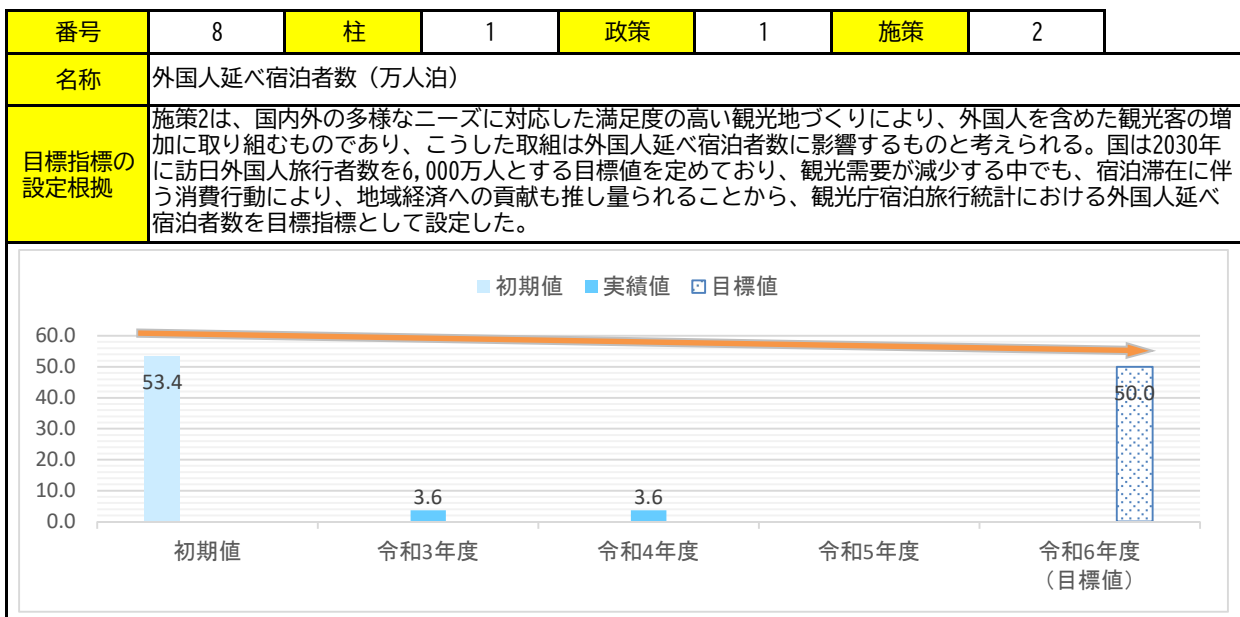 番号 8 柱 1 政策 1 施策 2
名称 外国人延べ宿泊者数（万人泊）
目標指標の
設定根拠
施策2は、国内外の多様なニーズに対応した満足度の高い観光地づくりにより、外国人を含めた観光客の増
加に取り組むものであり、こうした取組は外国人延べ宿泊者数に影響するものと考えられる。国は2030年
に訪日外国人旅行者数を6,000万人とする目標値を定めており、観光需要が減少する中でも、宿泊滞在に伴
う消費行動により、地域経済への貢献も推し量られることから、観光庁宿泊旅行統計における外国人延べ
宿泊者数を目標指標として設定した。
初期値 実績値 目標値
60.0
50.0
40.0
30.0
20.0
10.0
0.0
53.4
3.6
3.6
50.0
初期値 令和3年度 令和4年度 令和5年度 令和6年度
（目標値）